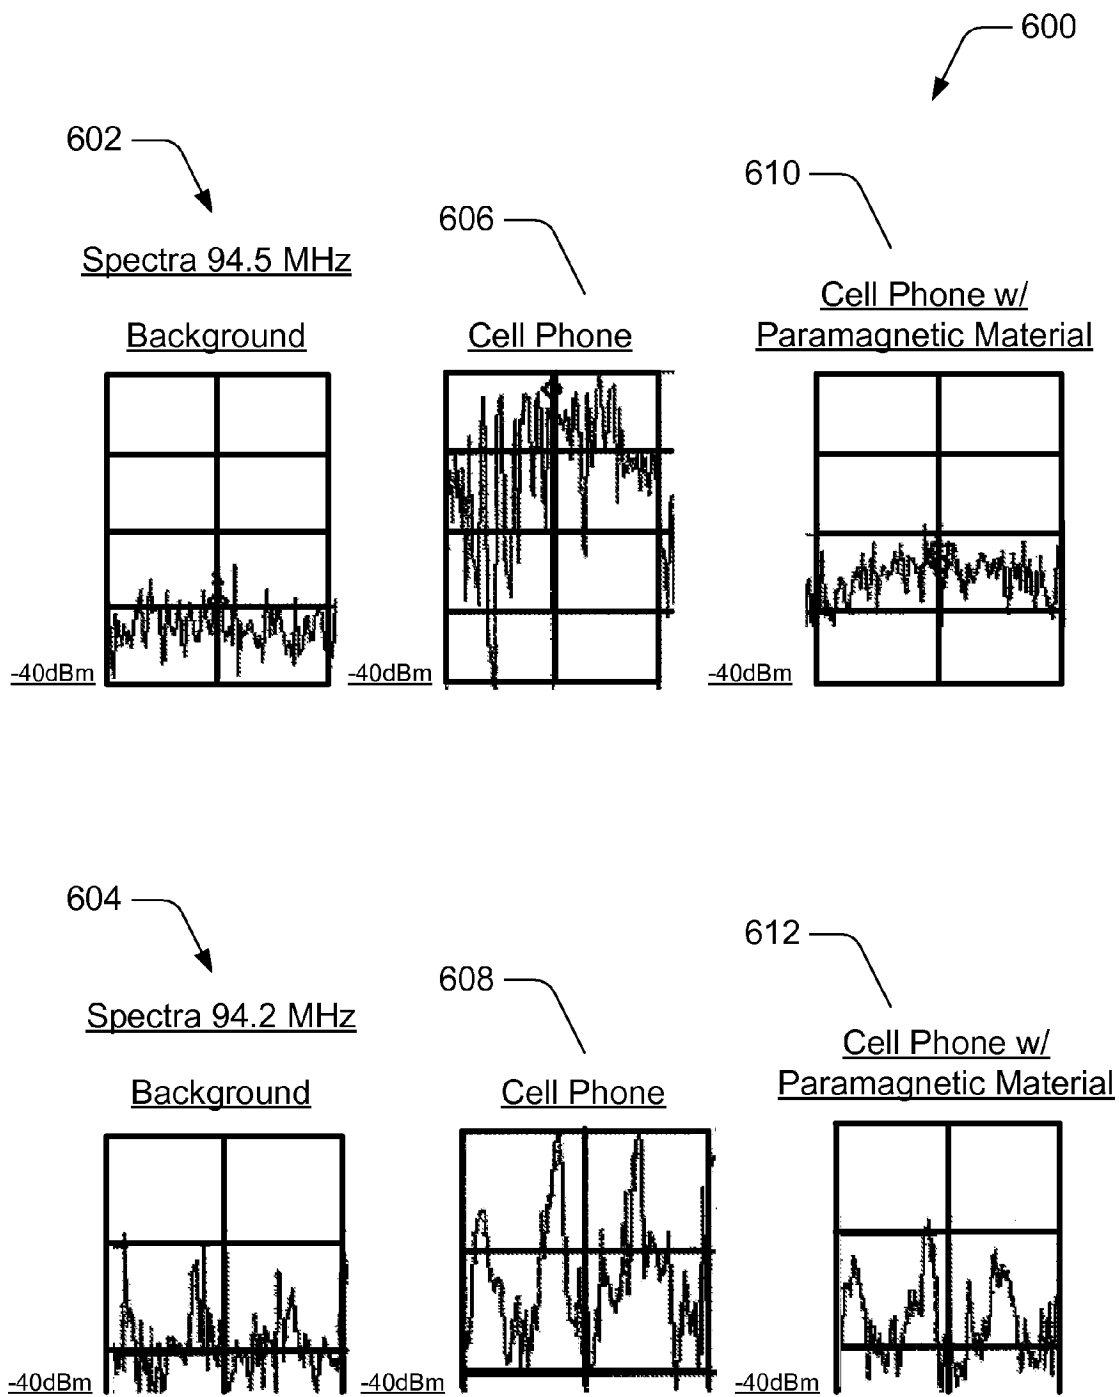 600
602
610
606
Spectra 94.5 MHz
Cell Phone w/
Paramagnetic Material
Background
Cell Phone
-40dBm
-40dBm
-40dBm
604
612
608
Spectra 94.2 MHz
Cell Phone w/
Paramagnetic Material
Background
Cell Phone
-40dBm
-40dBm
-40dBm